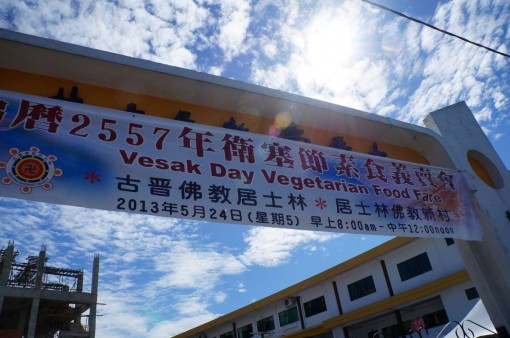 曆2557年衛塞節素食義賣會
Vesak Day Vegetarian Food Fare
* 古晋佛教居士林 * 居士林佛教新村
2013年5月24日(星期5) 早上8:00am - 中午12:00noon